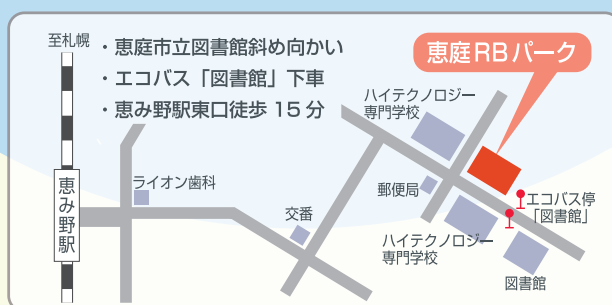 至札幌
・恵庭市立図書館斜め向かい
・エコバス「図書館」下車
・恵み野駅東口徒歩 15 分
恵庭RBパーク
ハイテクノロジー
専門学校
恵み野駅
ライオン歯科
郵便局
エコバス停
「図書館」
交番
ハイテクノロジー
専門学校
図書館